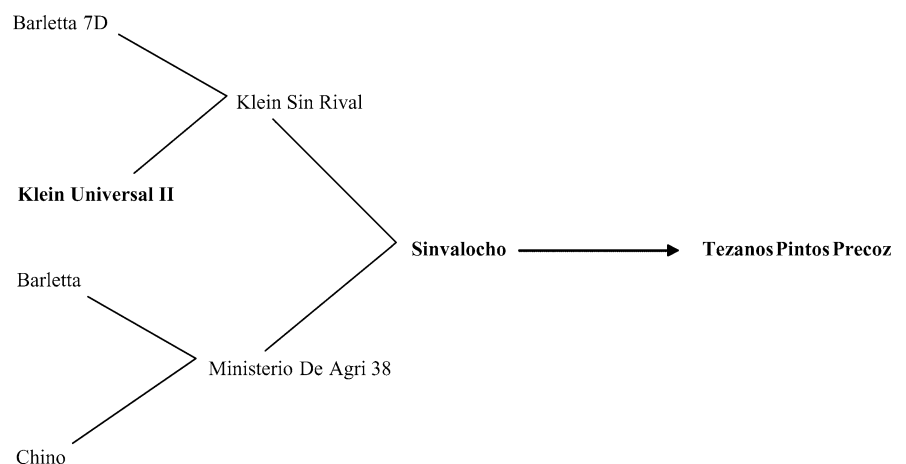 Barletta 7D
Klein Sin Rival
Klein Universal II
Sinvalocho
Tezanos Pintos Precoz
Barletta
Ministerio De Agri 38
Chino